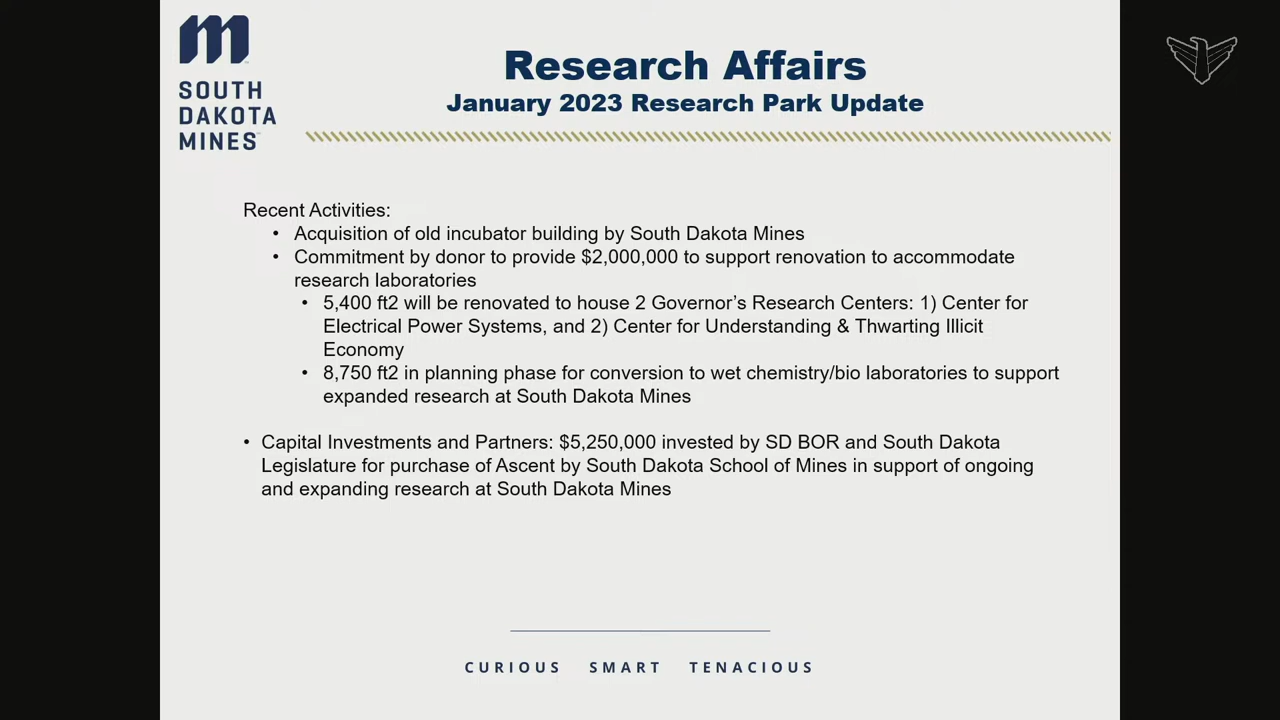 SOUTH
DAKOTA
MINES
Research Affairs
January 2023 Research Park Update
Recent Activities:
• Acquisition of old incubator building by South Dakota Mines
• Commitment by donor to provide $2,000,000 to support renovation to accommodate
research laboratories
• 5,400 ft2 will be renovated to house 2 Governor’s Research Centers: 1) Center for
Electrical Power Systems, and 2) Center for Understanding & Thwarting Illicit
Economy
• 8,750 ft2 in planning phase for conversion to wet chemistry/bio laboratories to support
expanded research at South Dakota Mines
• Capital Investments and Partners: $5,250,000 invested by SD BOR and South Dakota
Legislature for purchase of Ascent by South Dakota School of Mines in support of ongoing
and expanding research at South Dakota Mines
CURIOUS SMART TENACIOUS